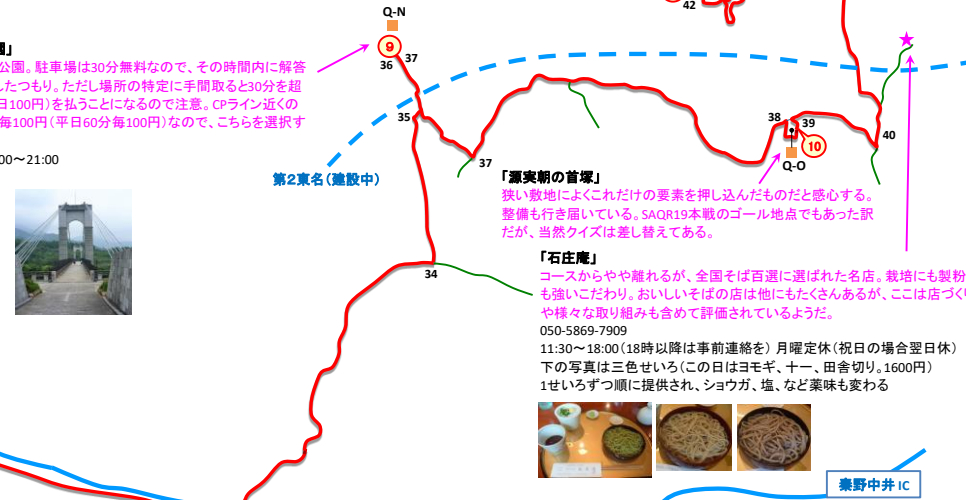 42
Q-N
9
37
36
園」
公園。駐車場は30分無料なので、その時間内に解答
したつもり。ただし場所の特定に手間取ると30分を超
日100円)を払うことになるので注意。CPライン近くの
毎100円(平日60分毎100円)なので、こちらを選択す
00～21:00
35
第2東名(建設中)
37
34
38
39
10
Q-O
40
「源実朝の首塚」
狭い敷地によくこれだけの要素を押し込んだものだと感心する。
整備も行き届いている。SAQR19本戦のゴール地点でもあった訳
だが、当然クイズは差し替えてある。
「石庄庵」
コースからやや離れるが、全国そば百選に選ばれた名店。栽培にも製粉
も強いこだわり。おいしいそばの店は他にもたくさんあるが、ここは店づくり
や様々な取り組みも含めて評価されているようだ。
050-5869-7909
11:30～18:00(18時以降は事前連絡を) 月曜定休(祝日の場合翌日休)
下の写真は三色せいろ(この日はヨモギ、十一、田舎切り。1600円)
1せいろずつ順に提供され、ショウガ、塩、など薬味も変わる
秦野中井 IC